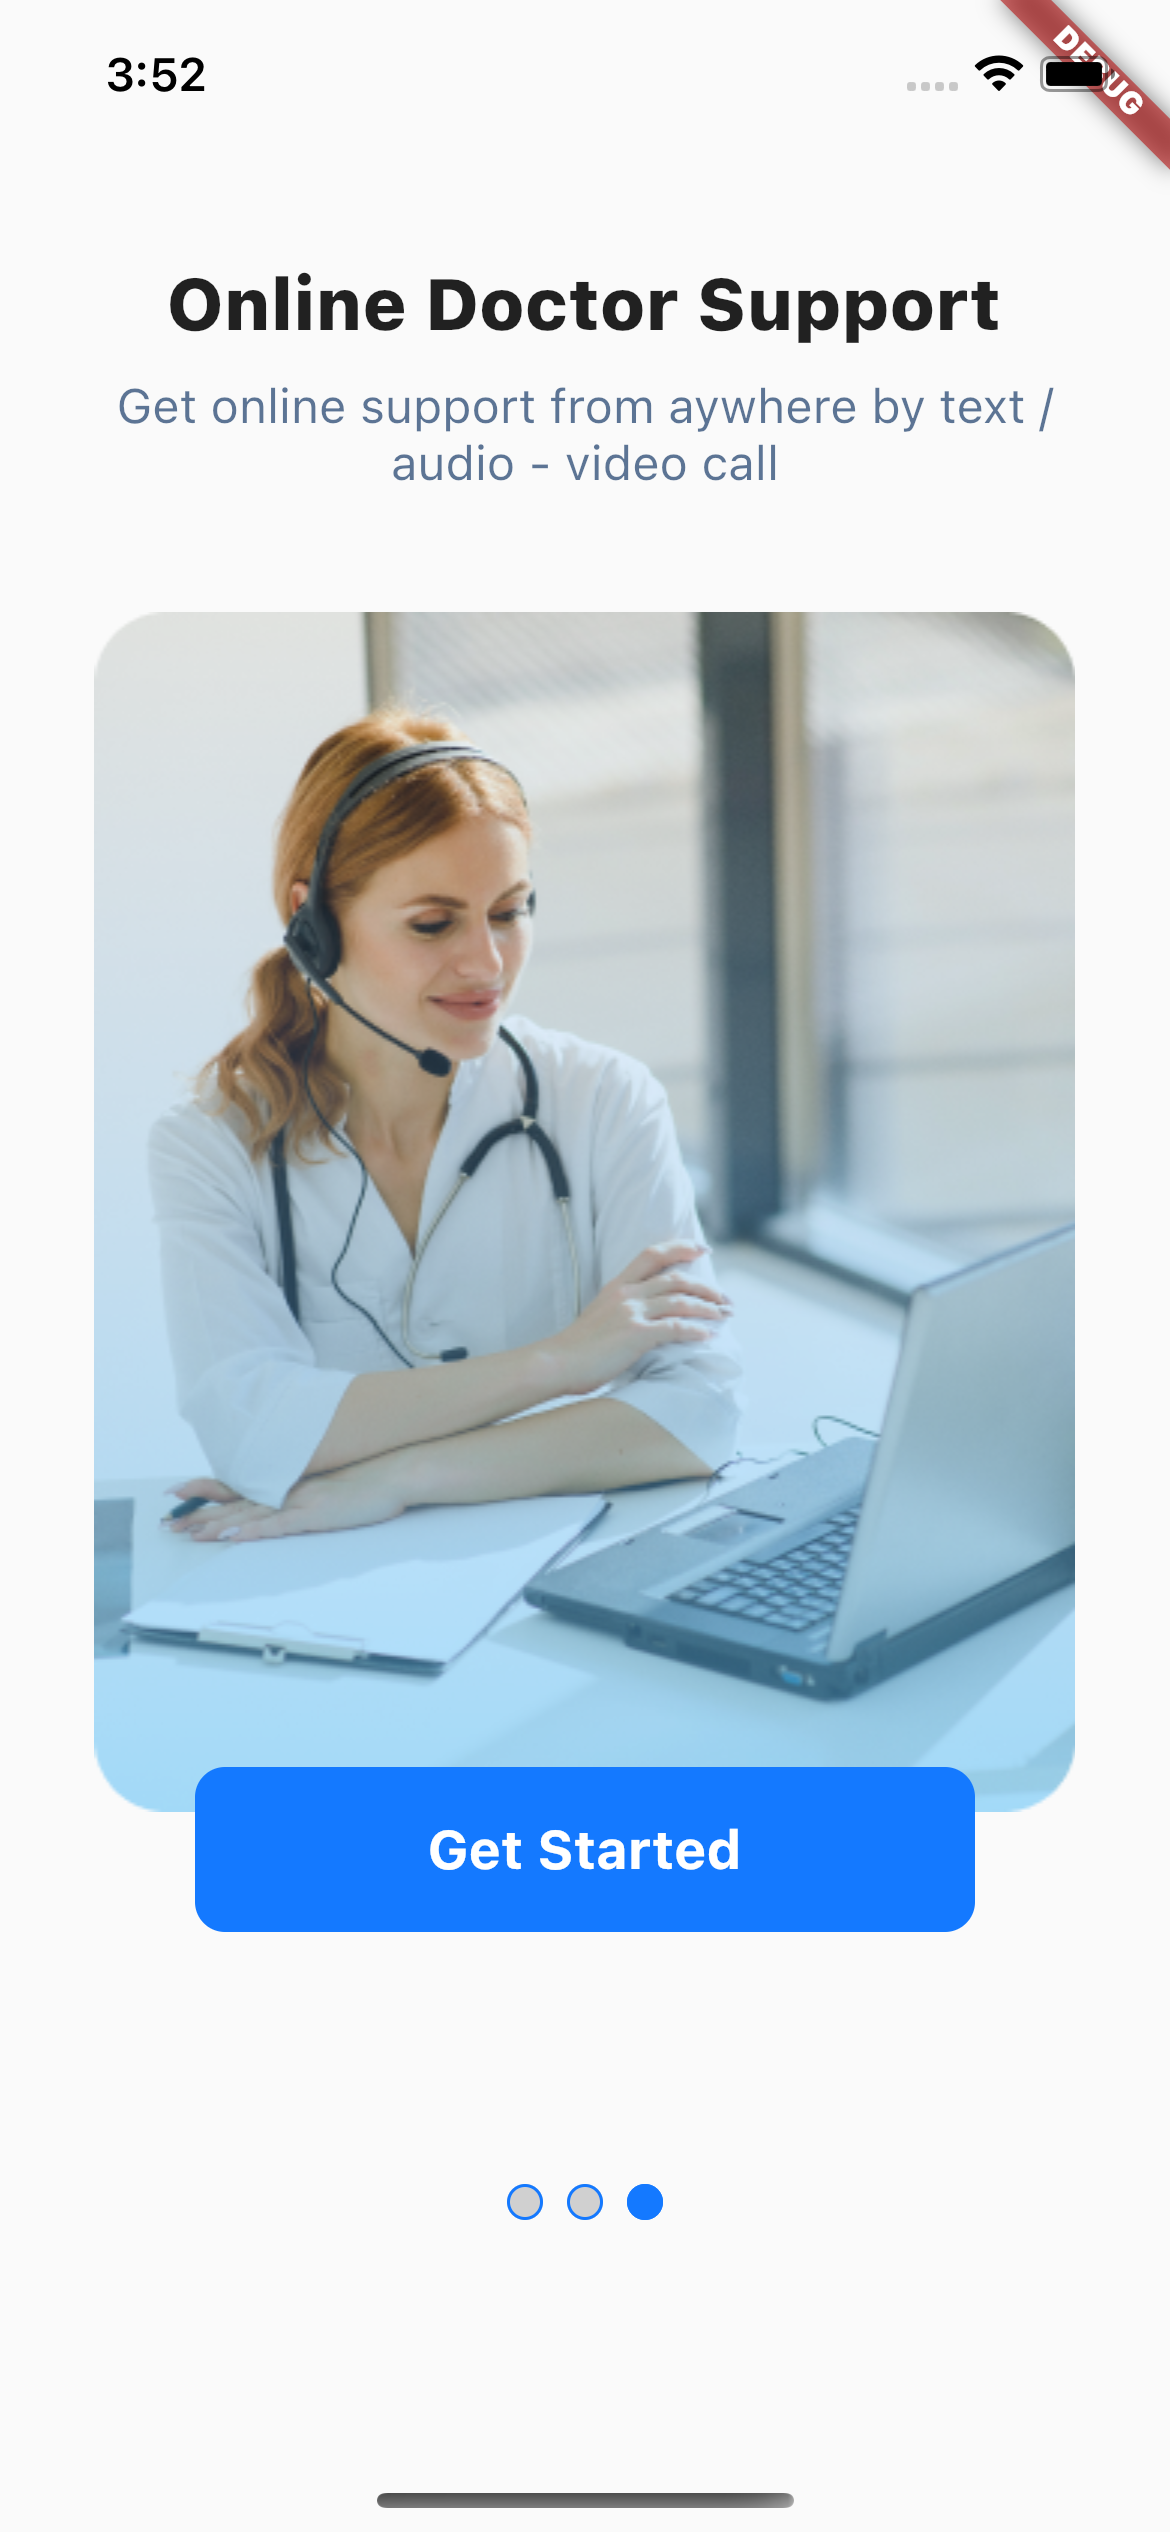 3:52
DEBUG
Online Doctor Support
Get online support from aywhere by text /
audio - video call
Get Started